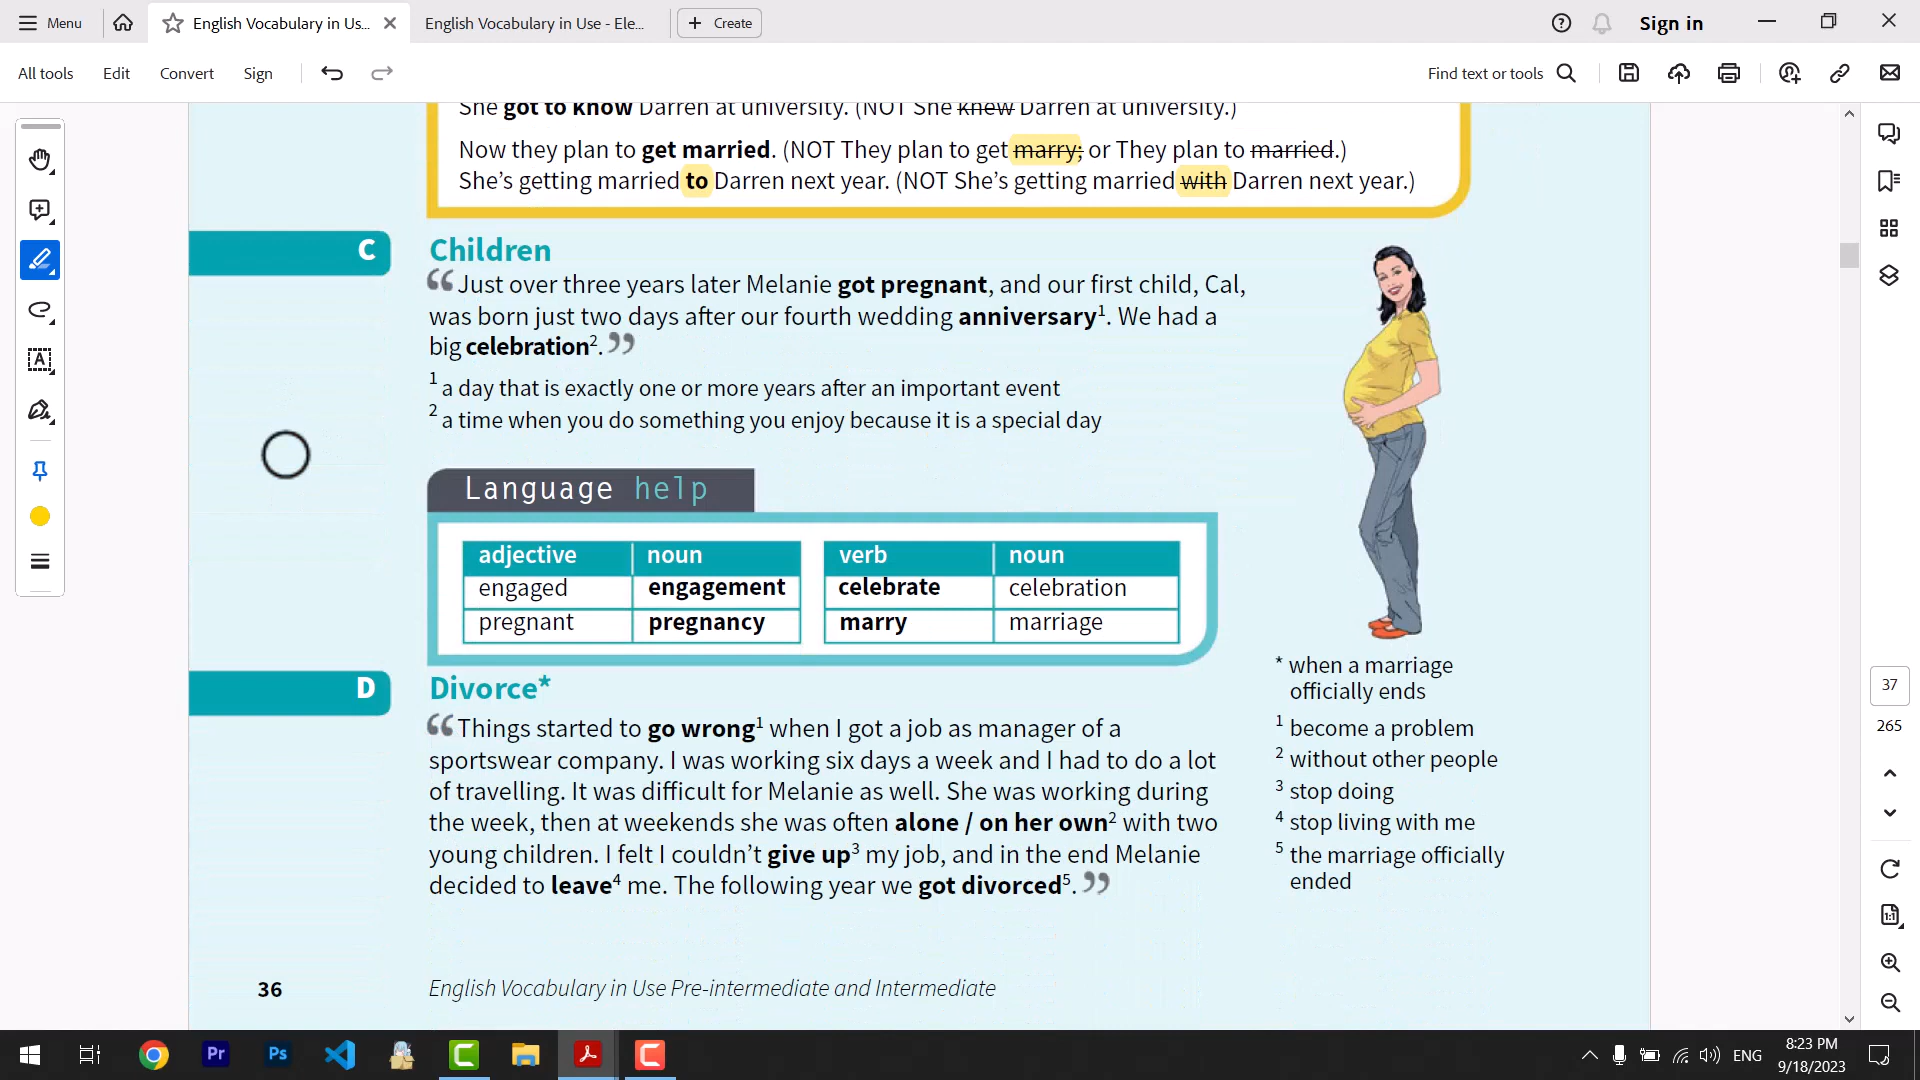 Menu
English Vocabulary in Us...
English Vocabulary in Use - Ele...
Create
Sign in
All tools
Edit
Convert
Sign
Find text or tools
She got to know Darren at university. (NOT She knew Darren at university.)
Now they plan to get married. (NOT They plan to get marry; or They plan to married.)
She's getting married to Darren next year. (NOT She's getting married with Darren next year.)
C
Children
“Just over three years later Melanie got pregnant, and our first child, Cal,
was born just two days after our fourth wedding anniversary1. We had a
big celebration2.”
1 a day that is exactly one or more years after an important event
2 a time when you do something you enjoy because it is a special day
Language help
adjective noun verb noun
engaged engagement celebrate celebration
pregnant pregnancy marry marriage
D
Divorce*
“Things started to go wrong1 when I got a job as manager of a
sportswear company. I was working six days a week and I had to do a lot
of travelling. It was difficult for Melanie as well. She was working during
the week, then at weekends she was often alone / on her own2 with two
young children. I felt I couldn't give up3 my job, and in the end Melanie
decided to leave4 me. The following year we got divorced5.”
* when a marriage
officially ends
1 become a problem
2 without other people
3 stop doing
4 stop living with me
5 the marriage officially
ended
36
English Vocabulary in Use Pre-intermediate and Intermediate
37
265
1:1
Pr
Ps
ENG
8:23 PM
9/18/2023